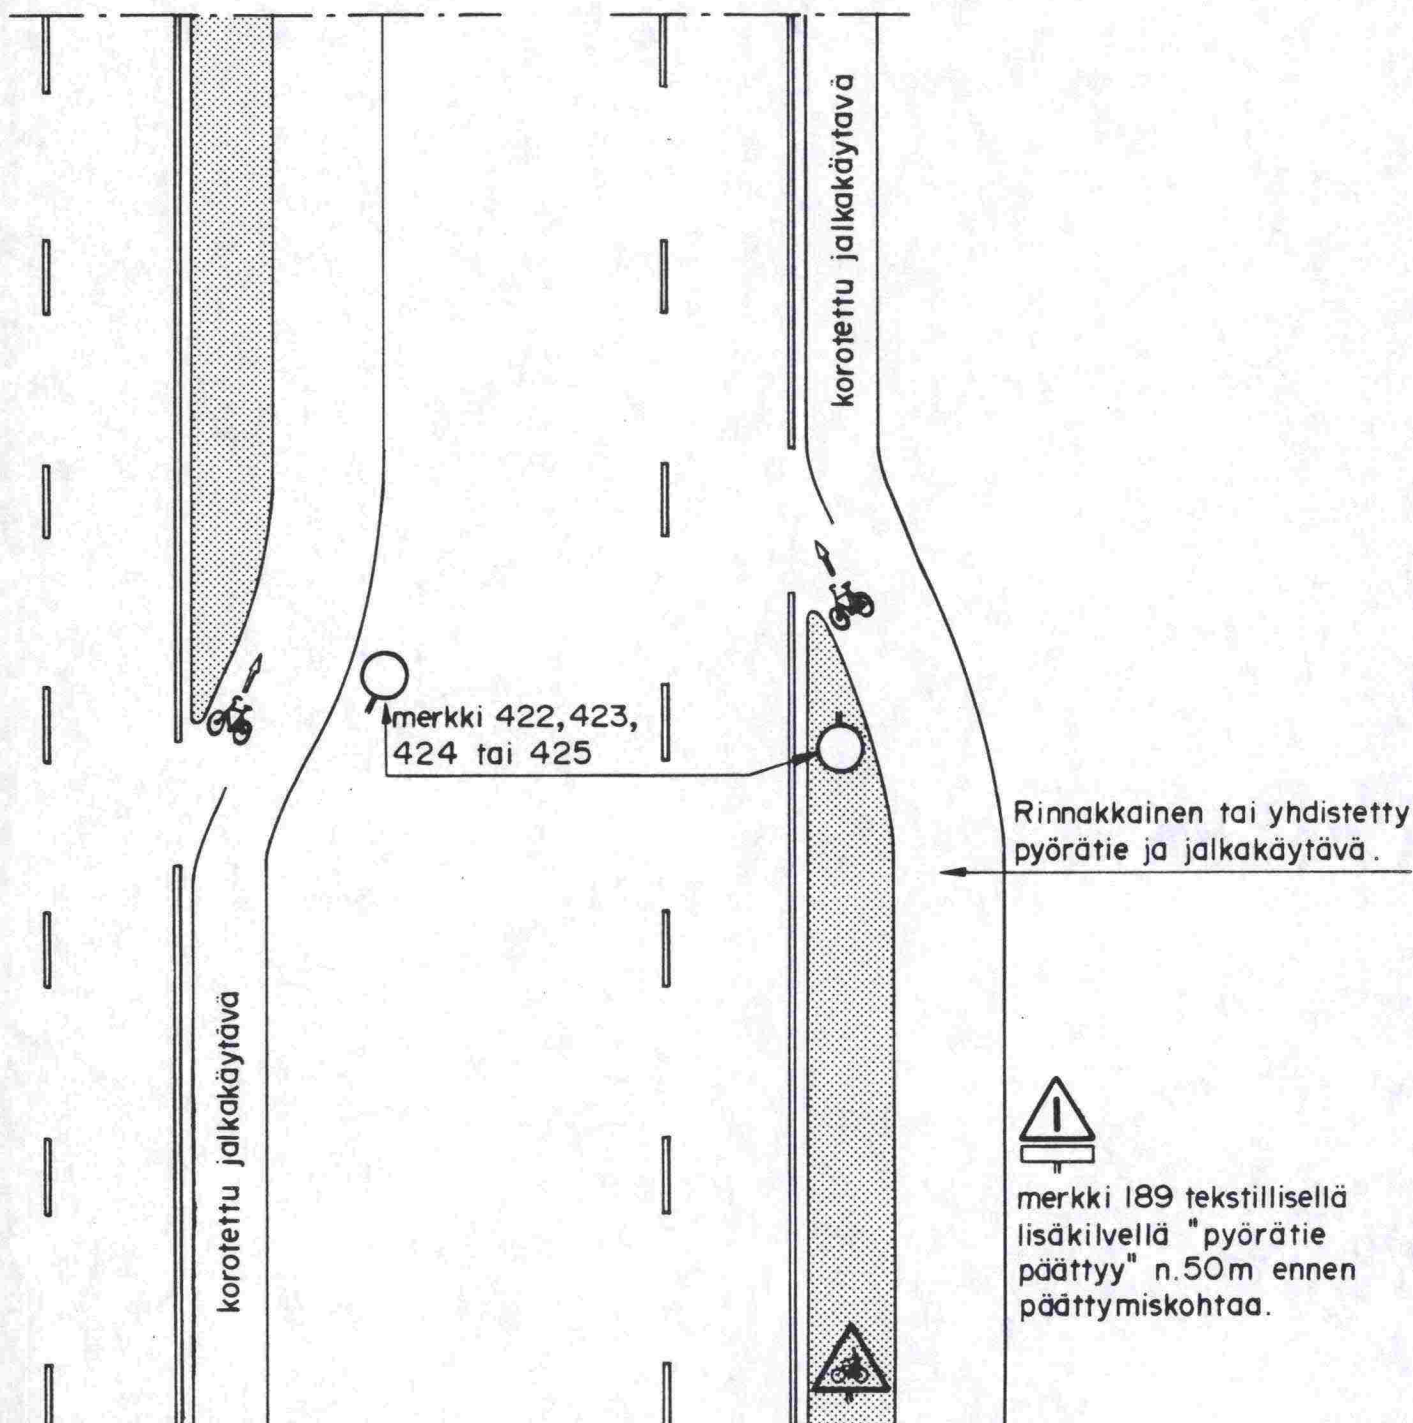 korotettu jalkakäytävä
merkki 422,423,
424 tai 425
Rinnakkainen tai yhdistetty
pyörätie ja jalkakäytävä.
korotettu jalkakäytävä
merkki 189 tekstillisellä
lisäkilvellä "pyörätie
päättyy" n.50m ennen
päättymiskohtaa.